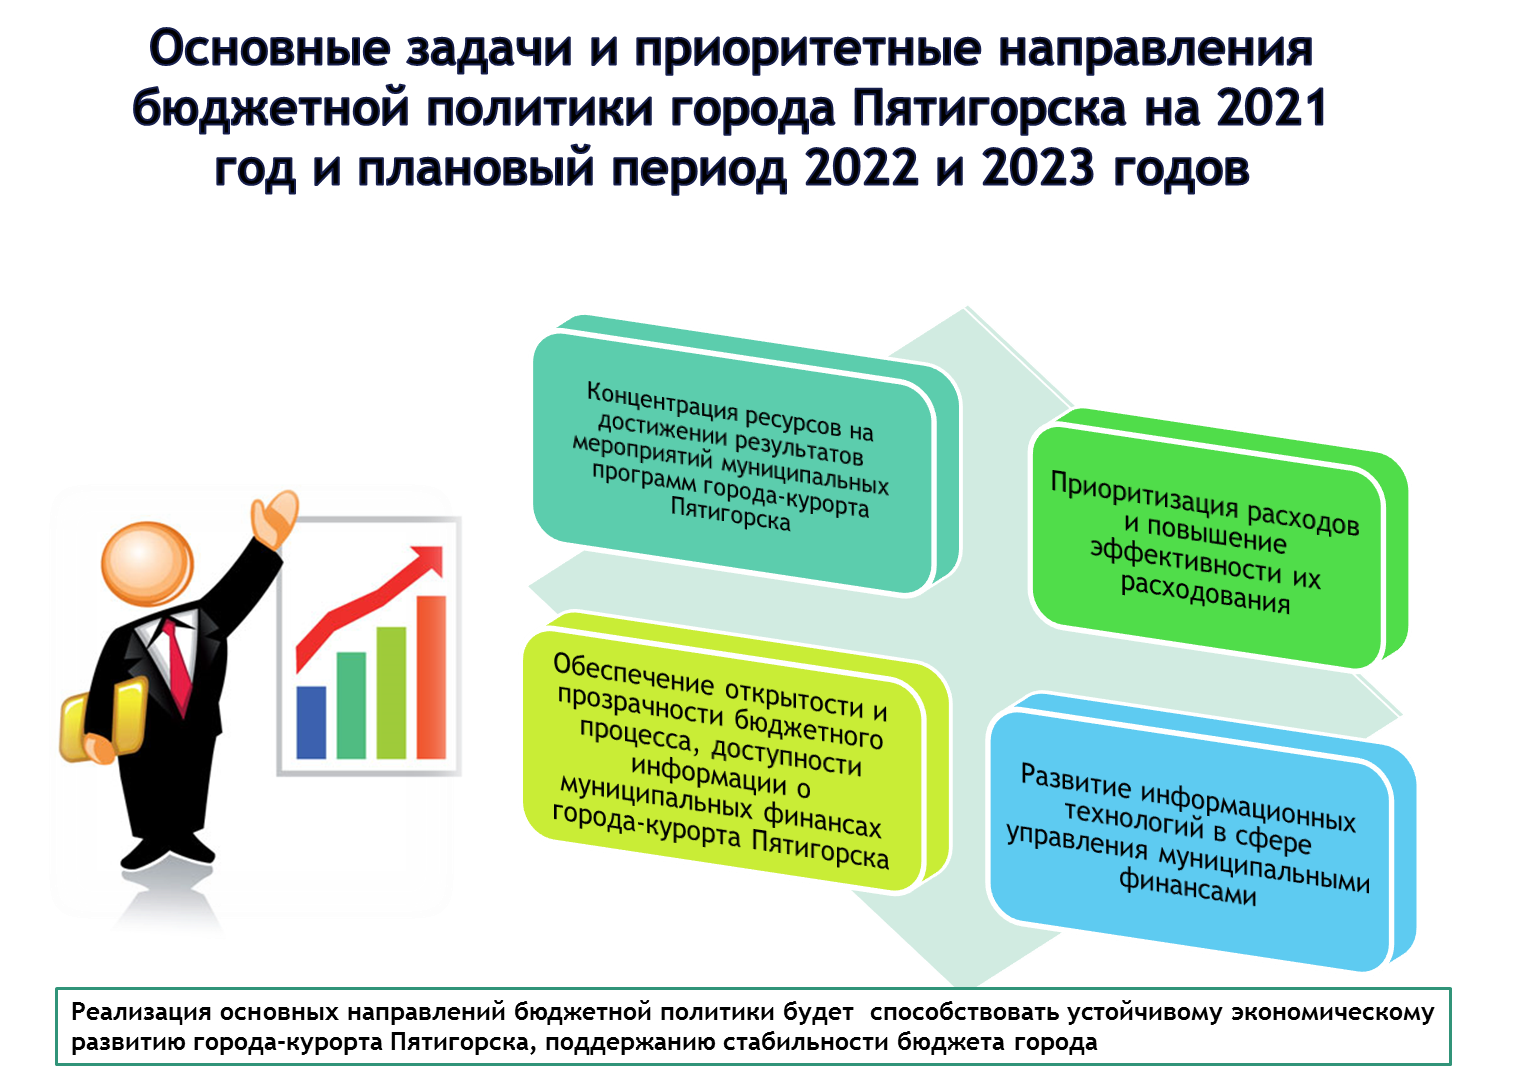 Основные задачи и приоритетные направления
бюджетной политики города Пятигорска на 2021
год и плановый период 2022 и 2023 годов
Концентрация ресурсов на
достижении результатов
мероприятий муниципальных
программ города-курорта
Пятигорска
Приоритизация расходов
и повышение
эффективности их
расходования
Обеспечение открытости и
прозрачности бюджетного
процесса, доступности
информации о
муниципальных финансах
города-курорта Пятигорска
Развитие информационных
технологий в сфере
управления муниципальными
финансами
Реализация основных направлений бюджетной политики будет  способствовать устойчивому экономическому
развитию города-курорта Пятигорска, поддержанию стабильности бюджета города